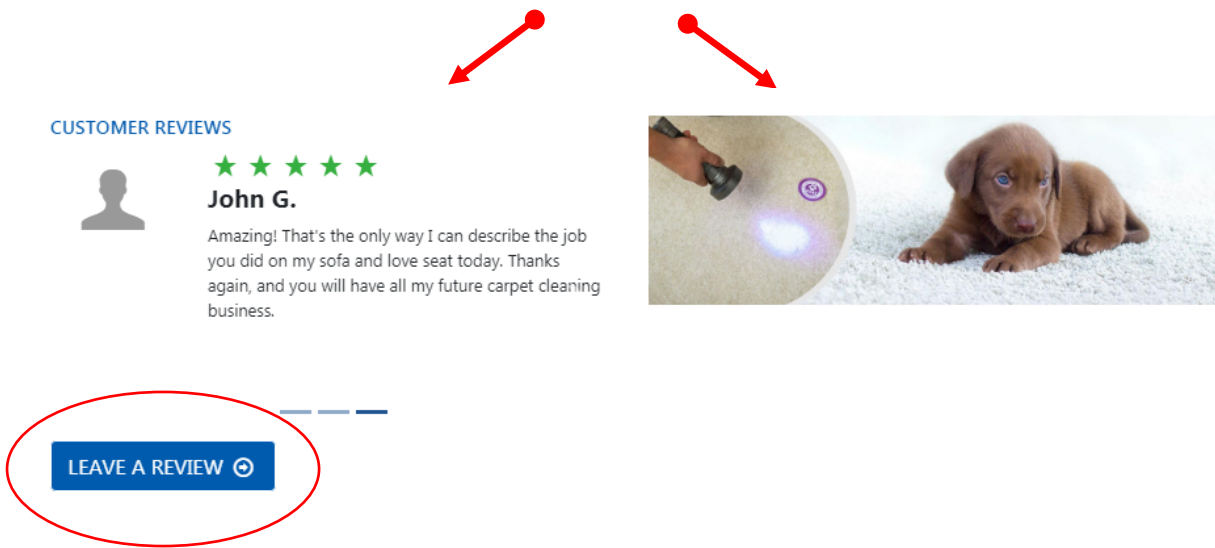 CUSTOMER REVIEWS
John G.
Amazing! That's the only way I can describe the job
you did on my sofa and love seat today. Thanks
again, and you will have all my future carpet cleaning
business.
LEAVE A REVIEW